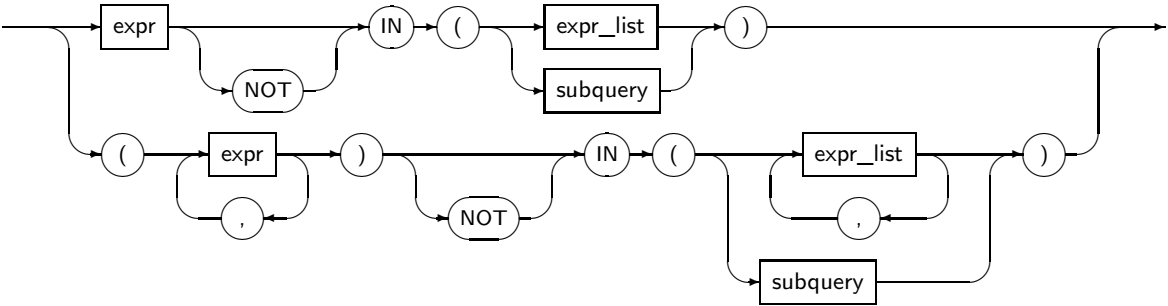 expr IN ( expr_list )
NOT subquery
( expr ) IN ( expr_list )
, NOT ,
subquery